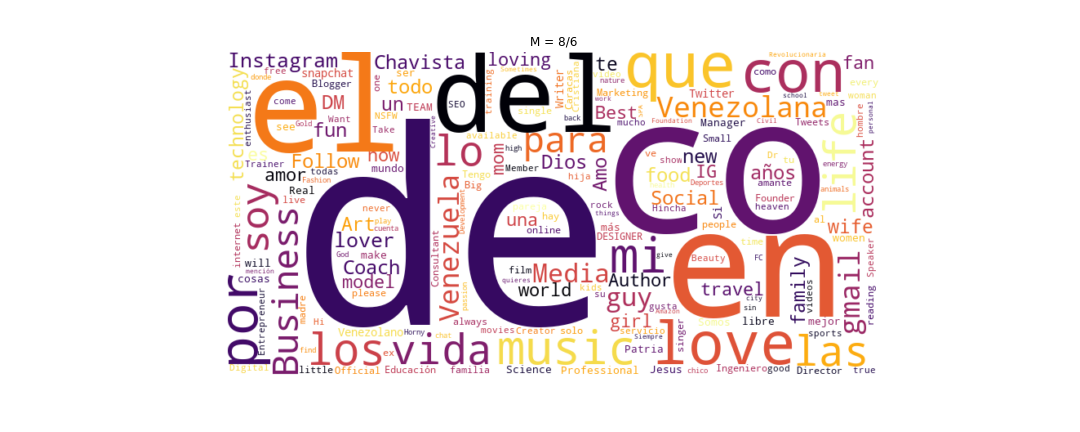 M = 8/6
Instagram
el
del
Chavista
loving
te
que
con
fan
Revolucionaria
free
donde
snapchat
Blogger
ser
todo
one
come
DM
Want
un
TEAM
NSFW
SEO
training
Writer
Caracas
cristiana
nature
Marketing
work
Best
Twitter
como
school
every
woman
technology
enthusiast
see
Gold
fun
Take
single
back
mucho
Foundation
Venezolana
Manager
Tweets
Civil
mas
hombre
personal
es
Trainer
Follow
now
mundo
Creative
lo
high
mom
available
para
Member
Dios
Amo
ve
show
new
Small
IG
Dr
tu
años
energy
life
amor
todas
Fashion
Real
live
Tengo
Big
hija
food
Deportes
amante
Founder
heaven
animals
account
este
internet
soy
por
Business
never
Art
play
cuenta
God
lover
make
Coach
model
please
de
Venezuela
Development
passion
Consultant
una
hay
online
rock
things
más
DESIGNER
Social
Hincha
people
Si
co
al
wife
women
Speaker
will
mención
cosas
Entrepreneur
madre
film
quieres
Media
world
kids
mi
su
Author
guy
gusta
girl
give
Amazon
Beauty
FC
time
en
travel
city
sin
family
videos
gmail
reading
Hi
Venezolano
Horny
chat
always
movies
Creator
solo
servicio
Patria
singer
libre
mejor
sports
find
los
ex
vida
music
Siempre
love
las
Digital
little
Official
Educación
familia
Science
Professional
Jesus
chico
Ingeniero
good
Director
true